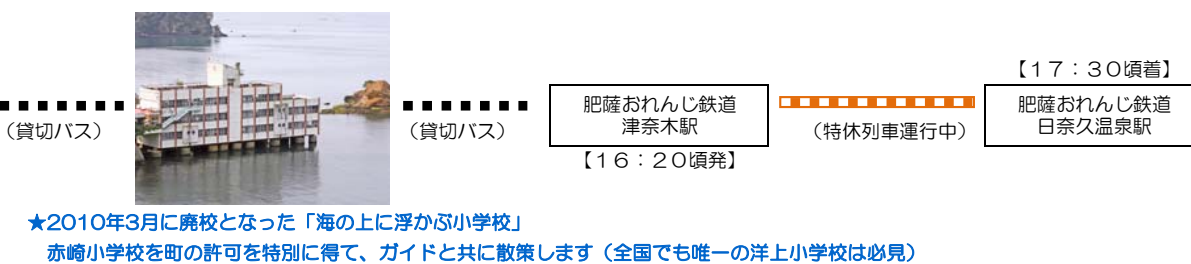 【１７：３０頃着】
（貸切バス）
（貸切バス）
肥薩おれんじ鉄道
津奈木駅
（特休列車運行中）
肥薩おれんじ鉄道
日奈久温泉駅
【１６：２０頃発】
★2010年3月に廃校となった「海の上に浮かぶ小学校」
赤崎小学校を町の許可を特別に得て、ガイドと共に散策します（全国でも唯一の洋上小学校は必見）